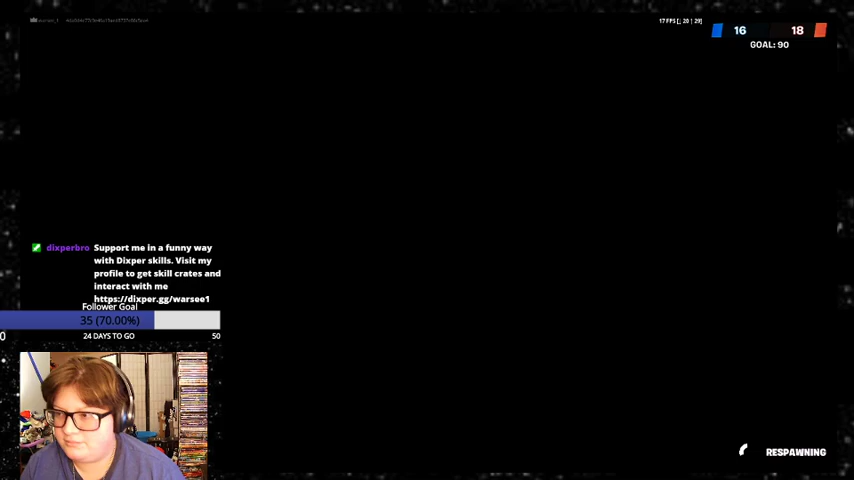 17 FPS [¦ 20 ¦ 29]
16 18
GOAL: 90
dixperbro Support me in a funny way
with Dixper skills. Visit my
profile to get skill crates and
interact with me
https://dixper.gg/warsee1
Follower Goal
35 (70.00%)
0 24 DAYS TO GO 50
RESPAWNING